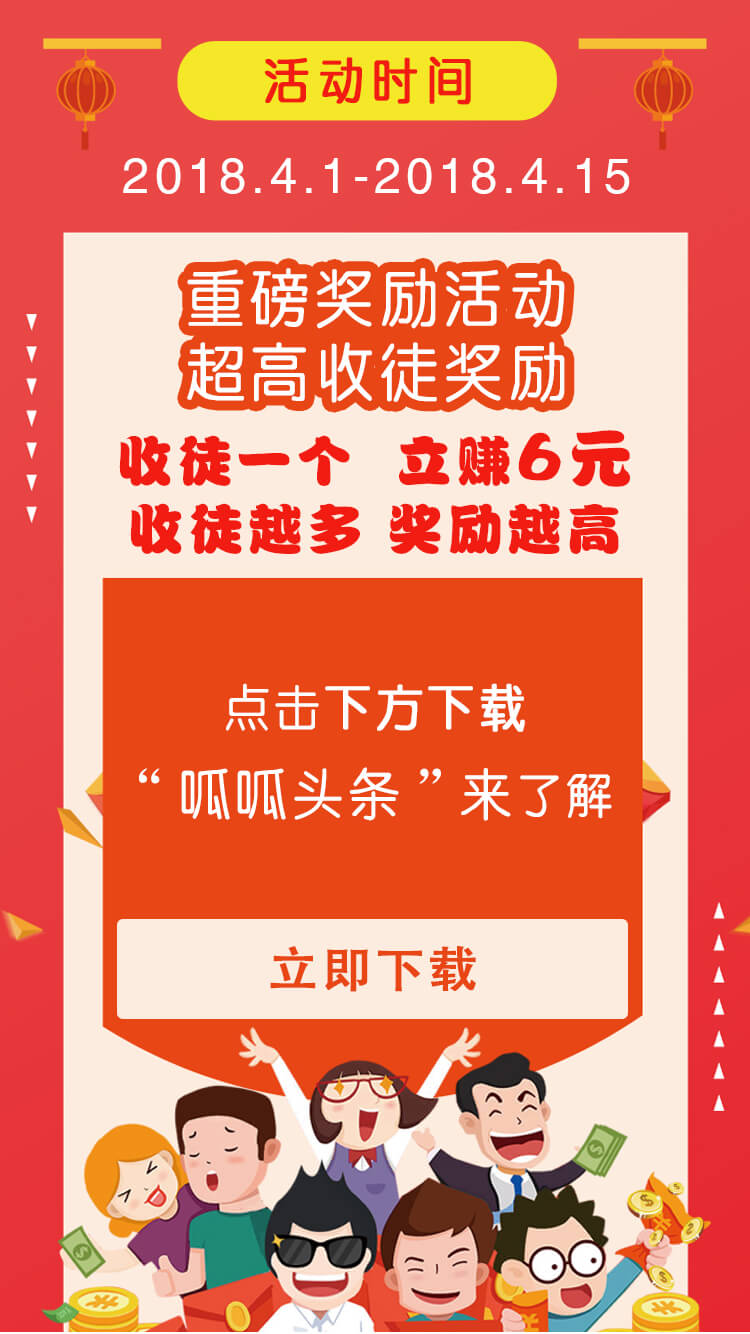 活动时间
2018.4.1-2018.4.15
重磅奖励活动
超高收徒奖励
收徒一个 立赚6元
收徒越多 奖励越高
点击下方下载
“呱呱头条”来了解
立即下载